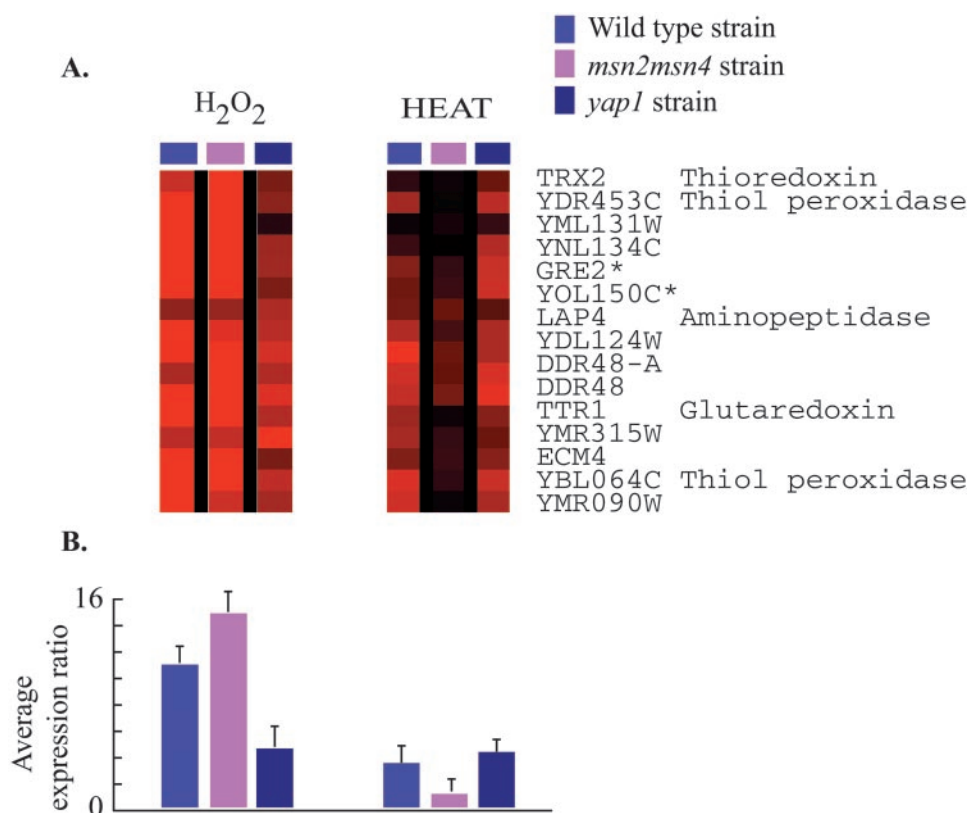 Wild type strain
msn2msn4 strain
yap1 strain
A.
H2O2
HEAT
TRX2 Thioredoxin
YDR453C Thiol peroxidase
YML131W
YNL134C
GRE2*
YOL150C*
LAP4 Aminopeptidase
YDL124W
DDR48-A
DDR48
TTR1 Glutaredoxin
YMR315W
ECM4
YBL064C Thiol peroxidase
YMR090W
B.
16
Average
expression ratio
0